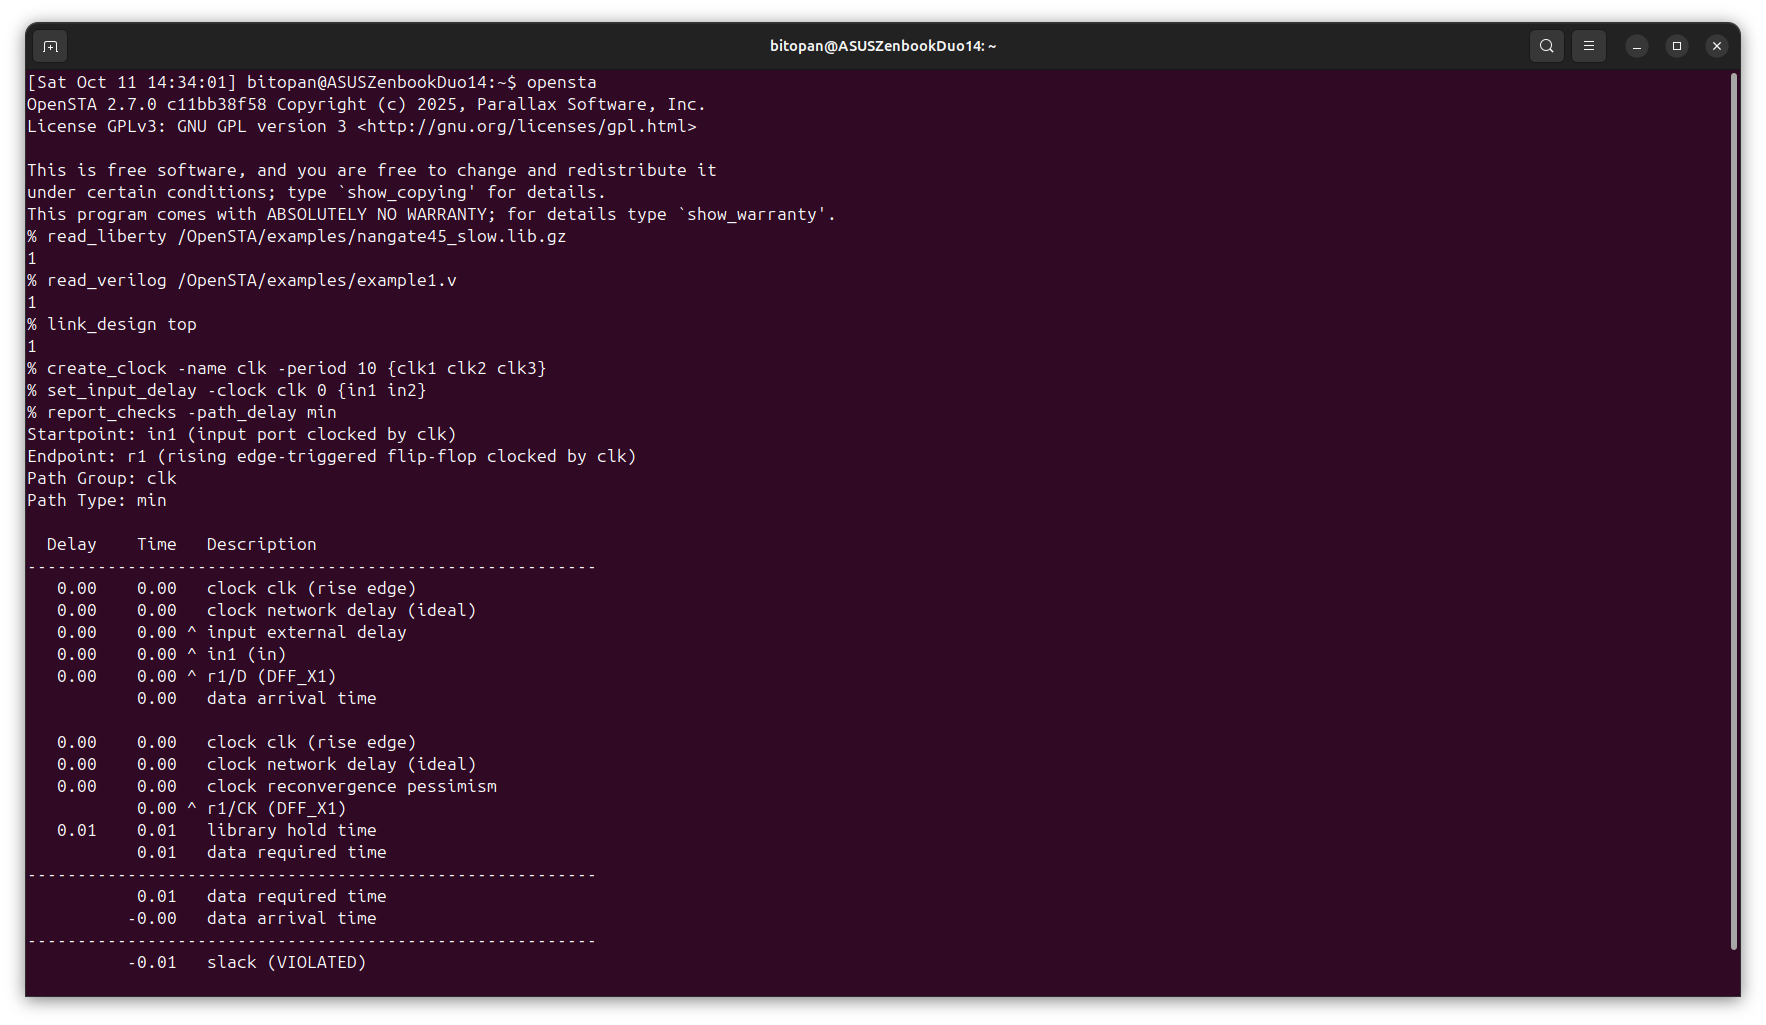 bitopan@ASUSZenbookDuo14: ~
[Sat Oct 11 14:34:01] bitopan@ASUSZenbookDuo14:~$ opensta
OpenSTA 2.7.0 c11bb38f58 Copyright (c) 2025, Parallax Software, Inc.
License GPLv3: GNU GPL version 3 <http://gnu.org/licenses/gpl.html>

This is free software, and you are free to change and redistribute it
under certain conditions; type `show_copying' for details.
This program comes with ABSOLUTELY NO WARRANTY; for details type `show_warranty'.
% read_liberty /OpenSTA/examples/nangate45_slow.lib.gz
1
% read_verilog /OpenSTA/examples/example1.v
1
% link_design top
1
% create_clock -name clk -period 10 {clk1 clk2 clk3}
% set_input_delay -clock clk 0 {in1 in2}
% report_checks -path_delay min
Startpoint: in1 (input port clocked by clk)
Endpoint: r1 (rising edge-triggered flip-flop clocked by clk)
Path Group: clk
Path Type: min

  Delay    Time   Description
---------------------------------------------------------
   0.00    0.00   clock clk (rise edge)
   0.00    0.00   clock network delay (ideal)
   0.00    0.00 ^ input external delay
   0.00    0.00 ^ in1 (in)
   0.00    0.00 ^ r1/D (DFF_X1)
           0.00   data arrival time

   0.00    0.00   clock clk (rise edge)
   0.00    0.00   clock network delay (ideal)
   0.00    0.00   clock reconvergence pessimism
           0.00 ^ r1/CK (DFF_X1)
   0.01    0.01   library hold time
           0.01   data required time
---------------------------------------------------------
           0.01   data required time
          -0.00   data arrival time
---------------------------------------------------------
          -0.01   slack (VIOLATED)